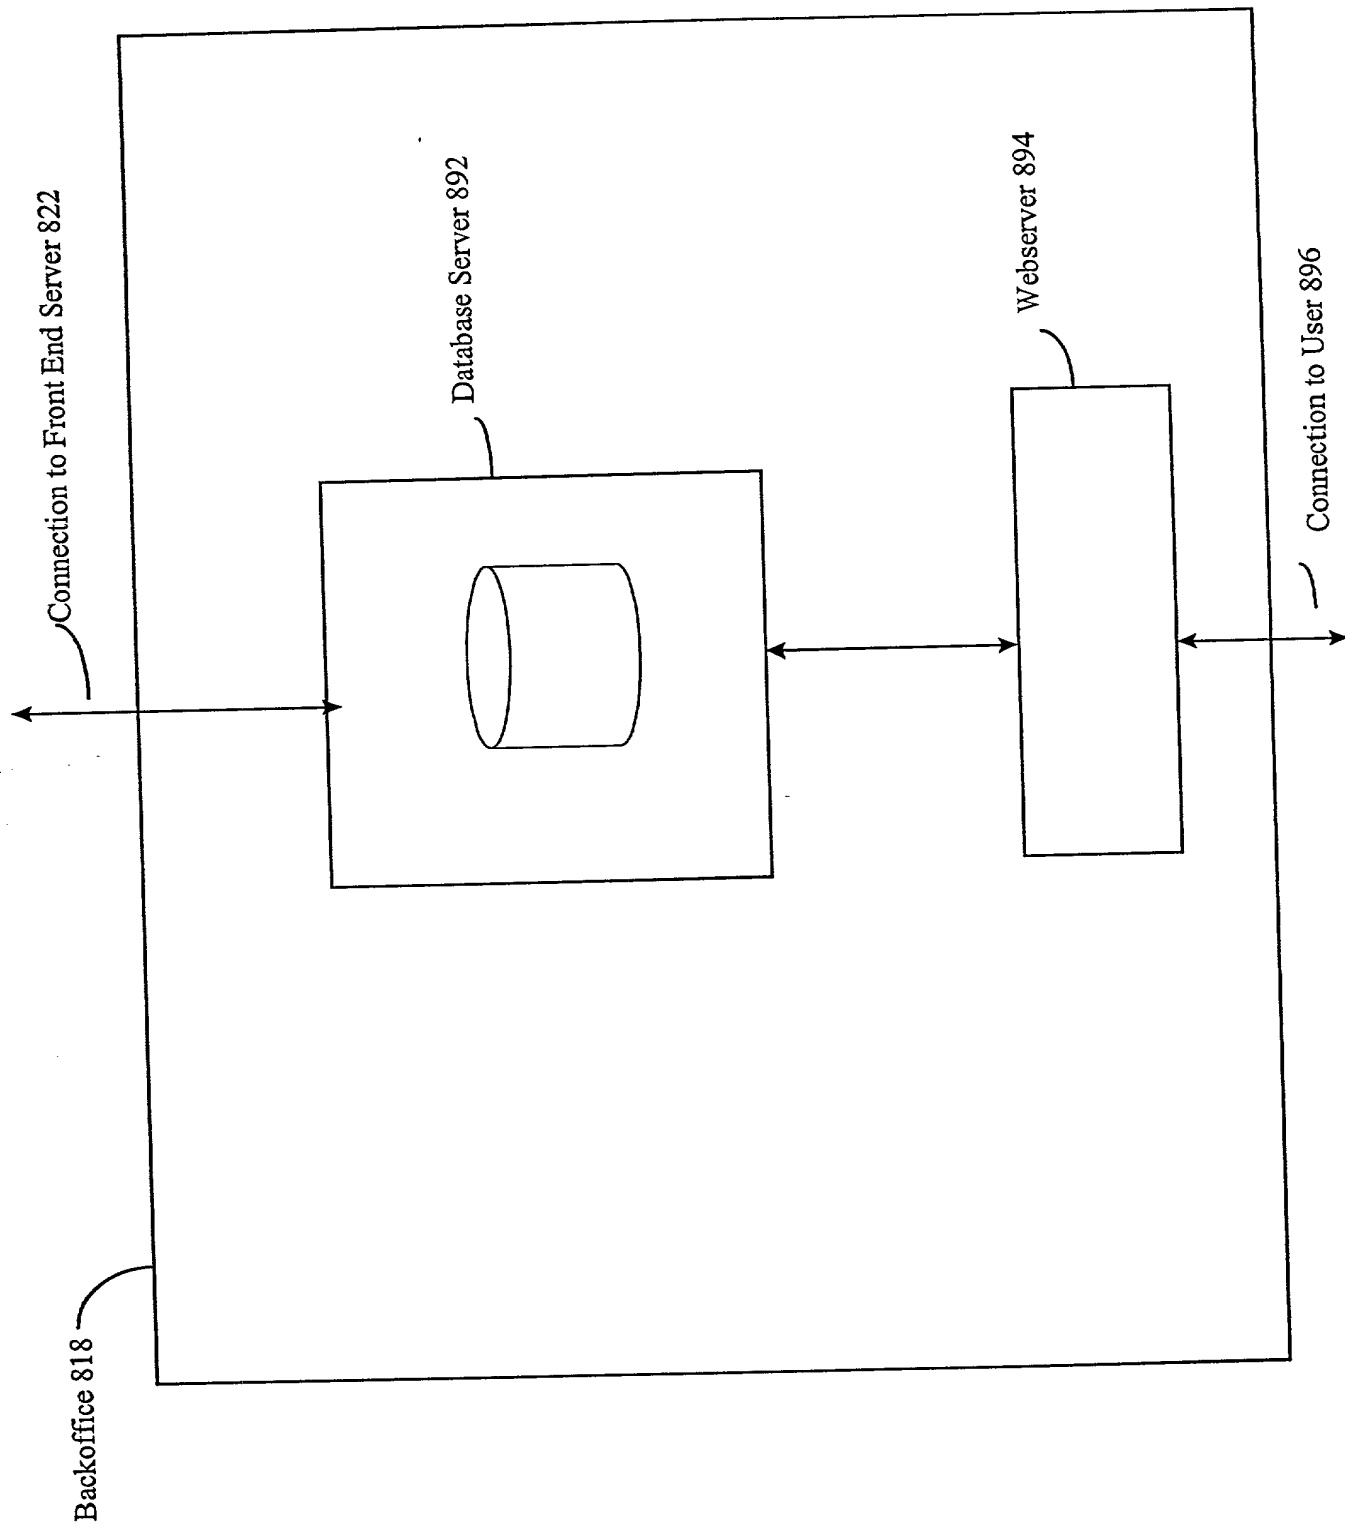 Backoffice 818
Connection to Front End Server 822
Database Server 892
Webserver 894
Connection to User 896